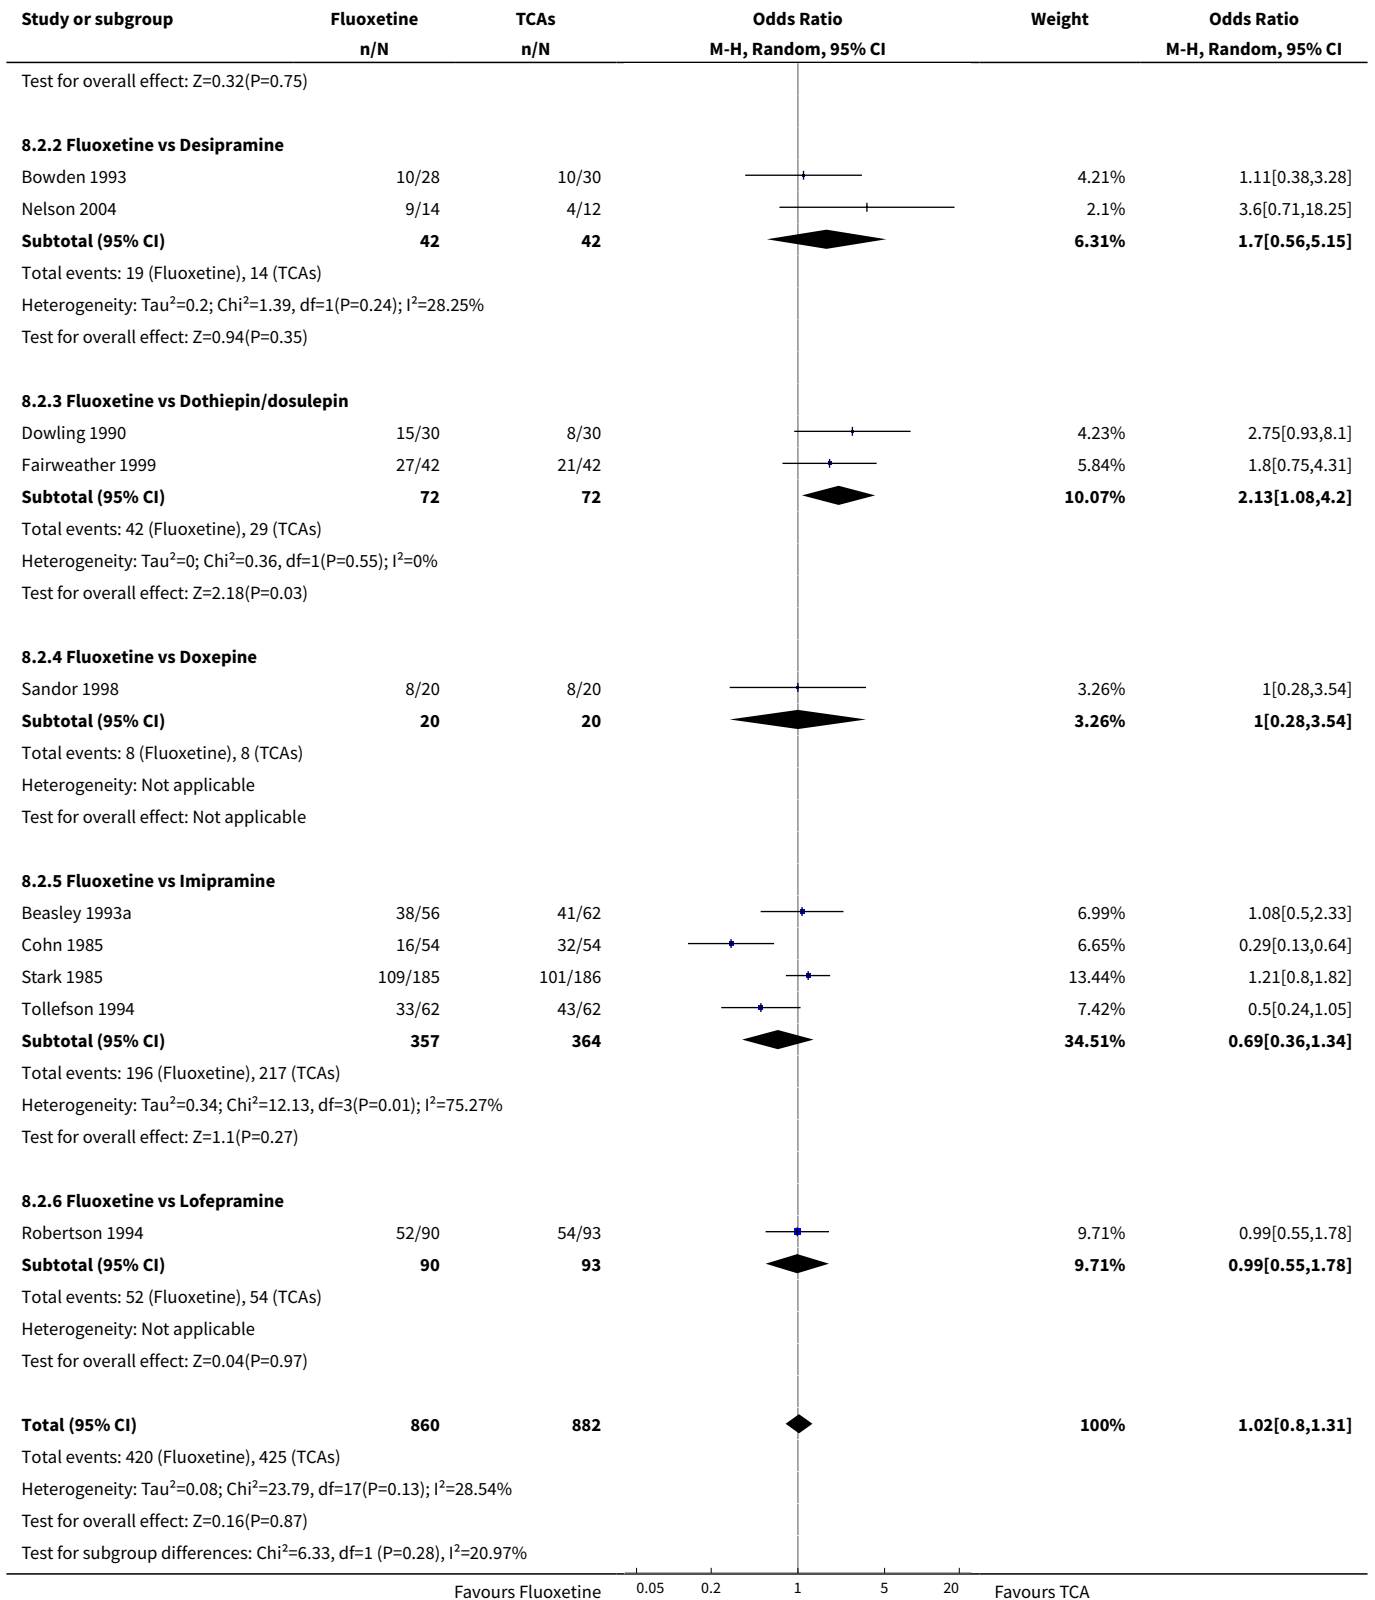 Study or subgroup Fluoxetine TCAs Odds Ratio Weight Odds Ratio
n/N n/N M-H, Random, 95% CI M-H, Random, 95% CI
Test for overall effect: Z=0.32(P=0.75)
8.2.2 Fluoxetine vs Desipramine
Bowden 1993 10/28 10/30 4.21% 1.11[0.38,3.28]
Nelson 2004 9/14 4/12 2.1% 3.6[0.71,18.25]
Subtotal (95% CI) 42 42 6.31% 1.7[0.56,5.15]
Total events: 19 (Fluoxetine), 14 (TCAs)
Heterogeneity: Tau²=0.2; Chi²=1.39, df=1(P=0.24); I²=28.25%
Test for overall effect: Z=0.94(P=0.35)
8.2.3 Fluoxetine vs Dothiepin/dosulepin
Dowling 1990 15/30 8/30 4.23% 2.75[0.93,8.1]
Fairweather 1999 27/42 21/42 5.84% 1.8[0.75,4.31]
Subtotal (95% CI) 72 72 10.07% 2.13[1.08,4.2]
Total events: 42 (Fluoxetine), 29 (TCAs)
Heterogeneity: Tau²=0; Chi²=0.36, df=1(P=0.55); I²=0%
Test for overall effect: Z=2.18(P=0.03)
8.2.4 Fluoxetine vs Doxepine
Sandor 1998 8/20 8/20 3.26% 1[0.28,3.54]
Subtotal (95% CI) 20 20 3.26% 1[0.28,3.54]
Total events: 8 (Fluoxetine), 8 (TCAs)
Heterogeneity: Not applicable
Test for overall effect: Not applicable
8.2.5 Fluoxetine vs Imipramine
Beasley 1993a 38/56 41/62 6.99% 1.08[0.5,2.33]
Cohn 1985 16/54 32/54 6.65% 0.29[0.13,0.64]
Stark 1985 109/185 101/186 13.44% 1.21[0.8,1.82]
Tollefson 1994 33/62 43/62 7.42% 0.5[0.24,1.05]
Subtotal (95% CI) 357 364 34.51% 0.69[0.36,1.34]
Total events: 196 (Fluoxetine), 217 (TCAs)
Heterogeneity: Tau²=0.34; Chi²=12.13, df=3(P=0.01); I²=75.27%
Test for overall effect: Z=1.1(P=0.27)
8.2.6 Fluoxetine vs Lofepramine
Robertson 1994 52/90 54/93 9.71% 0.99[0.55,1.78]
Subtotal (95% CI) 90 93 9.71% 0.99[0.55,1.78]
Total events: 52 (Fluoxetine), 54 (TCAs)
Heterogeneity: Not applicable
Test for overall effect: Z=0.04(P=0.97)
Total (95% CI) 860 882 100% 1.02[0.8,1.31]
Total events: 420 (Fluoxetine), 425 (TCAs)
Heterogeneity: Tau²=0.08; Chi²=23.79, df=17(P=0.13); I²=28.54%
Test for overall effect: Z=0.16(P=0.87)
Test for subgroup differences: Chi²=6.33, df=1 (P=0.28), I²=20.97%
Favours Fluoxetine 0.05 0.2 1 5 20 Favours TCA